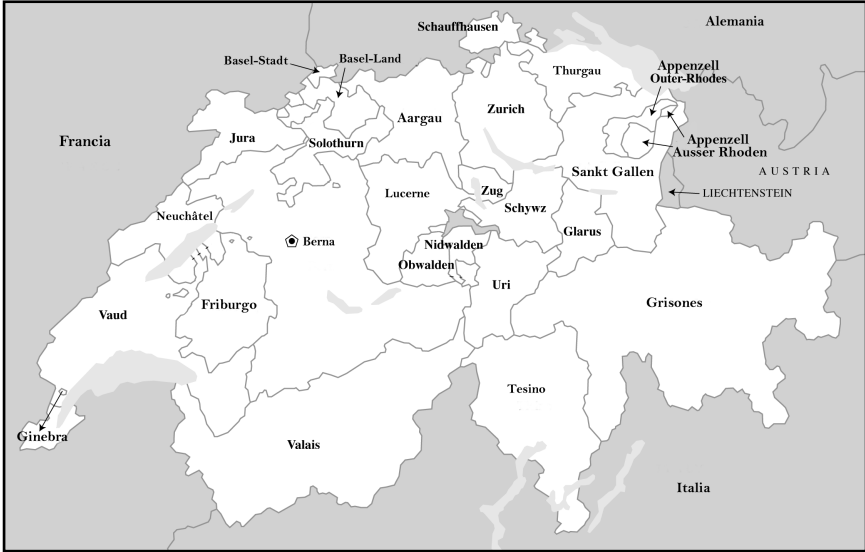 Schauffhausen
Alemania
Basel-Stadt
Basel-Land
Thurgau
Appenzell
Outer-Rhodes
Zurich
Aargau
Francia
Jura
Solothurn
Appenzell
Ausser Rhoden
Sankt Gallen
AUSTRIA
LIECHTENSTEIN
Lucerne
Zug
Schywz
Neuchâtel
Glarus
Berna
Nidwalden
Obwalden
Uri
Friburgo
Vaud
Grisones
Tesino
Ginebra
Valais
Italia